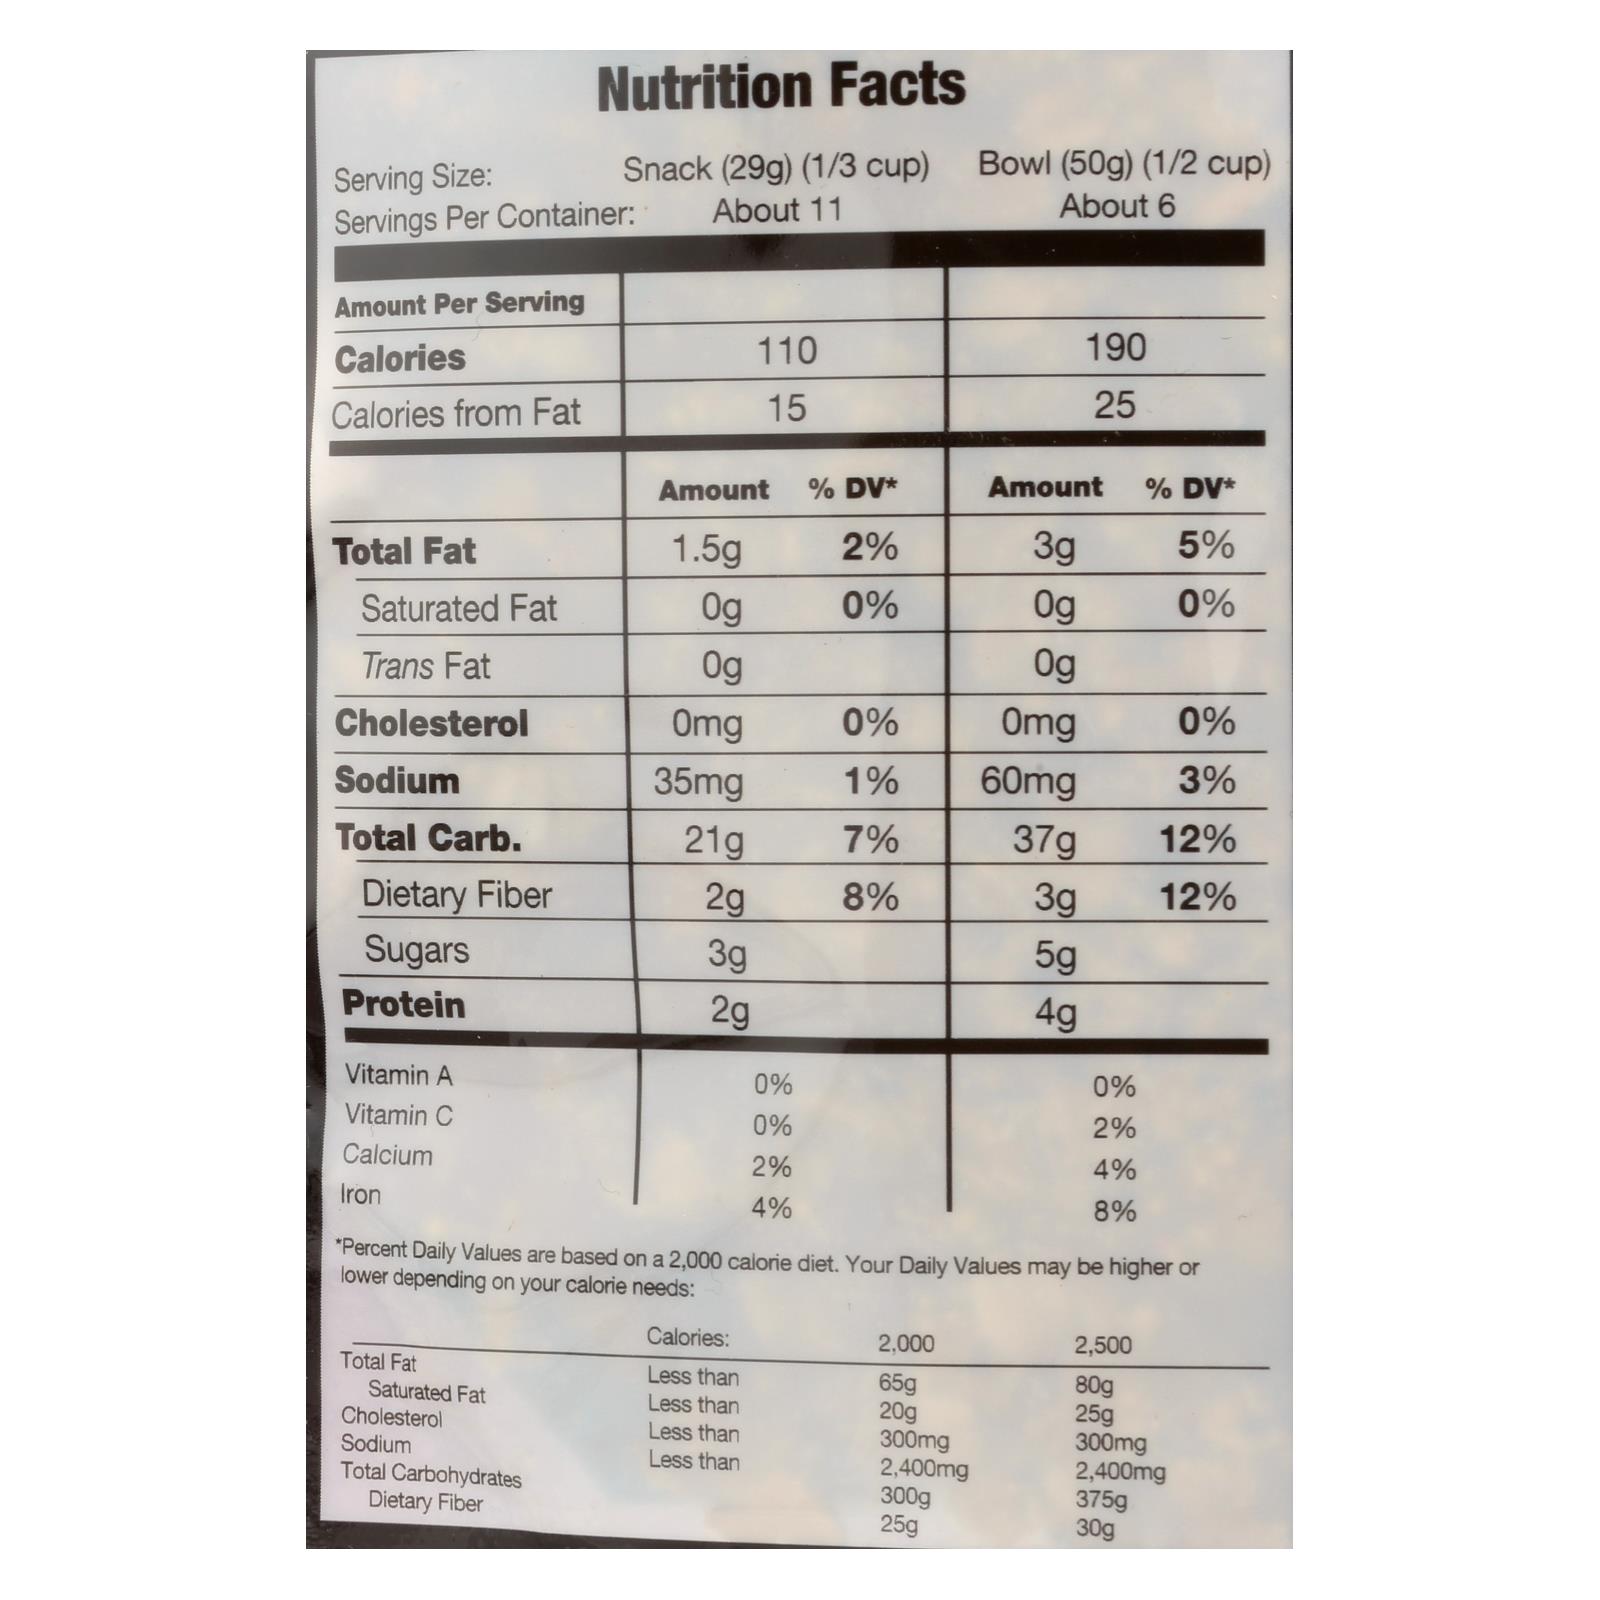 Nutrition Facts
Serving Size: Snack (29g) (1/3 cup) Bowl (50g) (1/2 cup)
Servings Per Container: About 11 About 6
Amount Per Serving
Calories 110 190
Calories from Fat 15 25
Amount % DV* Amount % DV*
Total Fat 1.5g 2% 3g 5%
Saturated Fat 0g 0% 0g 0%
Trans Fat 0g 0g
Cholesterol 0mg 0% 0mg 0%
Sodium 35mg 1% 60mg 3%
Total Carb. 21g 7% 37g 12%
Dietary Fiber 2g 8% 3g 12%
Sugars 3g 5g
Protein 2g 4g
Vitamin A 0% 0%
Vitamin C 0% 2%
Calcium 2% 4%
Iron 4% 8%
*Percent Daily Values are based on a 2,000 calorie diet. Your Daily Values may be higher or
lower depending on your calorie needs:
Calories: 2,000 2,500
Total Fat Less than 65g 80g
Saturated Fat Less than 20g 25g
Cholesterol Less than 300mg 300mg
Sodium Less than 2,400mg 2,400mg
Total Carbohydrates 300g 375g
Dietary Fiber 25g 30g